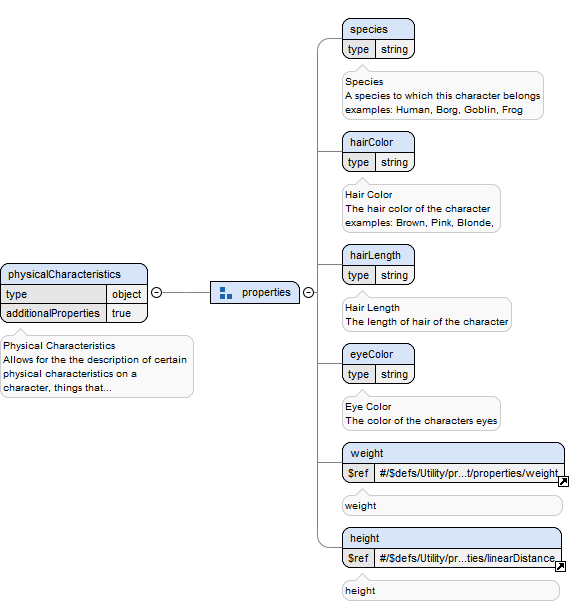 species
type string
Species
A species to which this character belongs
examples: Human, Borg, Goblin, Frog
hairColor
type string
Hair Color
The hair color of the character
examples: Brown, Pink, Blonde,
hairLength
type string
Hair Length
The length of hair of the character
physicalCharacteristics
type object
additionalProperties true
Physical Characteristics
Allows for the the description of certain
physical characteristics on a
character, things that...
properties
eyeColor
type string
Eye Color
The color of the characters eyes
weight
$ref #/$defs/Utility/pr...t/properties/weight
weight
height
$ref #/$defs/Utility/pr...ties/linearDistance
height